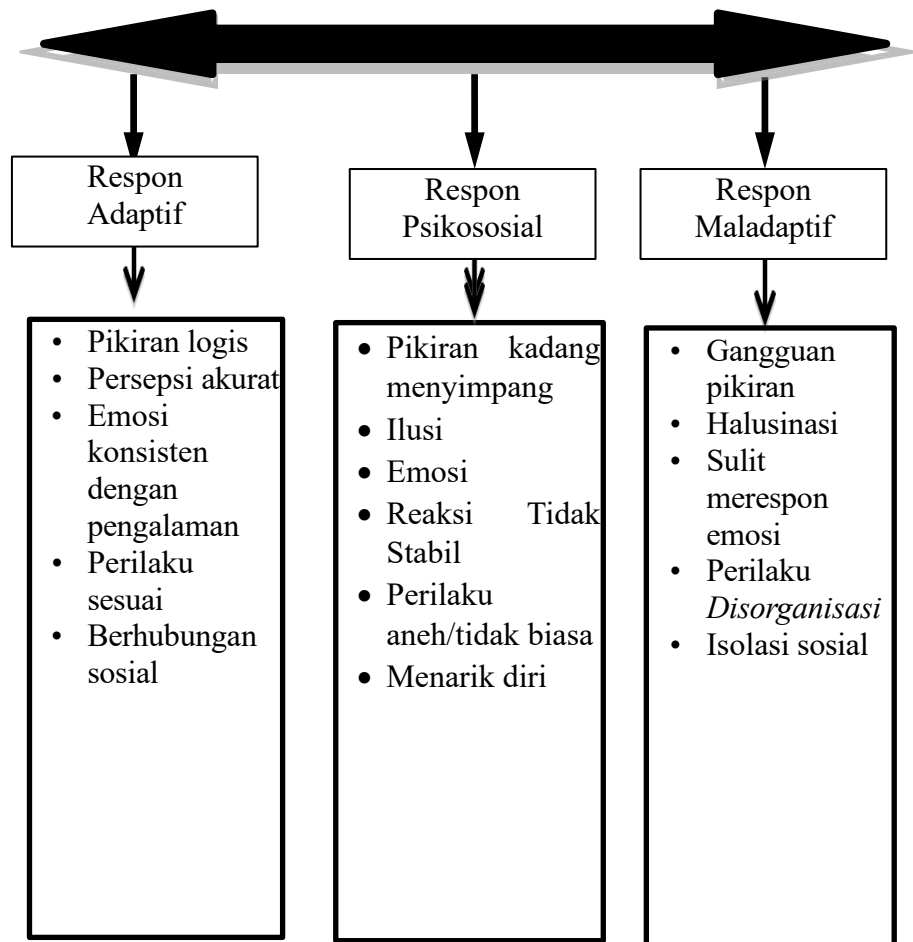 Respon
Adaptif
Respon
Psikososial
Respon
Maladaptif
• Pikiran logis
• Persepsi akurat
• Emosi
konsisten
dengan
pengalaman
• Perilaku
sesuai
• Berhubungan
sosial
• Pikiran kadang
menyimpang
• Ilusi
• Emosi
• Reaksi Tidak
Stabil
• Perilaku
aneh/tidak biasa
• Menarik diri
• Gangguan
pikiran
• Halusinasi
• Sulit
merespon
emosi
• Perilaku
Disorganisasi
• Isolasi sosial